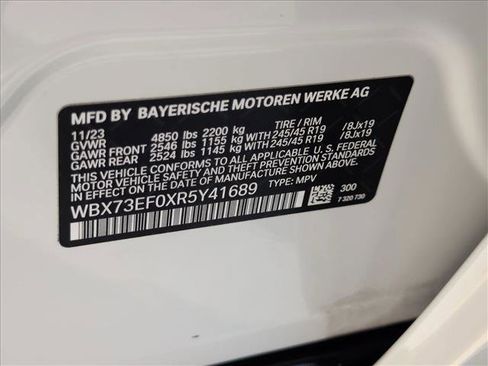 MFD BY BAYERISCHE MOTOREN WERKE AG
11/23 TIRE / RIM
GVWR 4850 lbs 2200 kg
GAWR FRONT 2546 lbs 1155 kg WITH 245/45 R19 /8Jx19
GAWR REAR 2524 lbs 1145 kg WITH 245/45 R19 /8Jx19
THIS VEHICLE CONFORMS TO ALL APPLICABLE U.S. FEDERAL
MOTOR VEHICLE SAFETY, BUMPER, AND THEFT PREVENTION
STANDARDS IN EFFECT ON THE DATE OF MANUFACTURE SHOWN ABOVE.
WBX73EF0XR5Y41689 TYPE: MPV
300
7 320 730